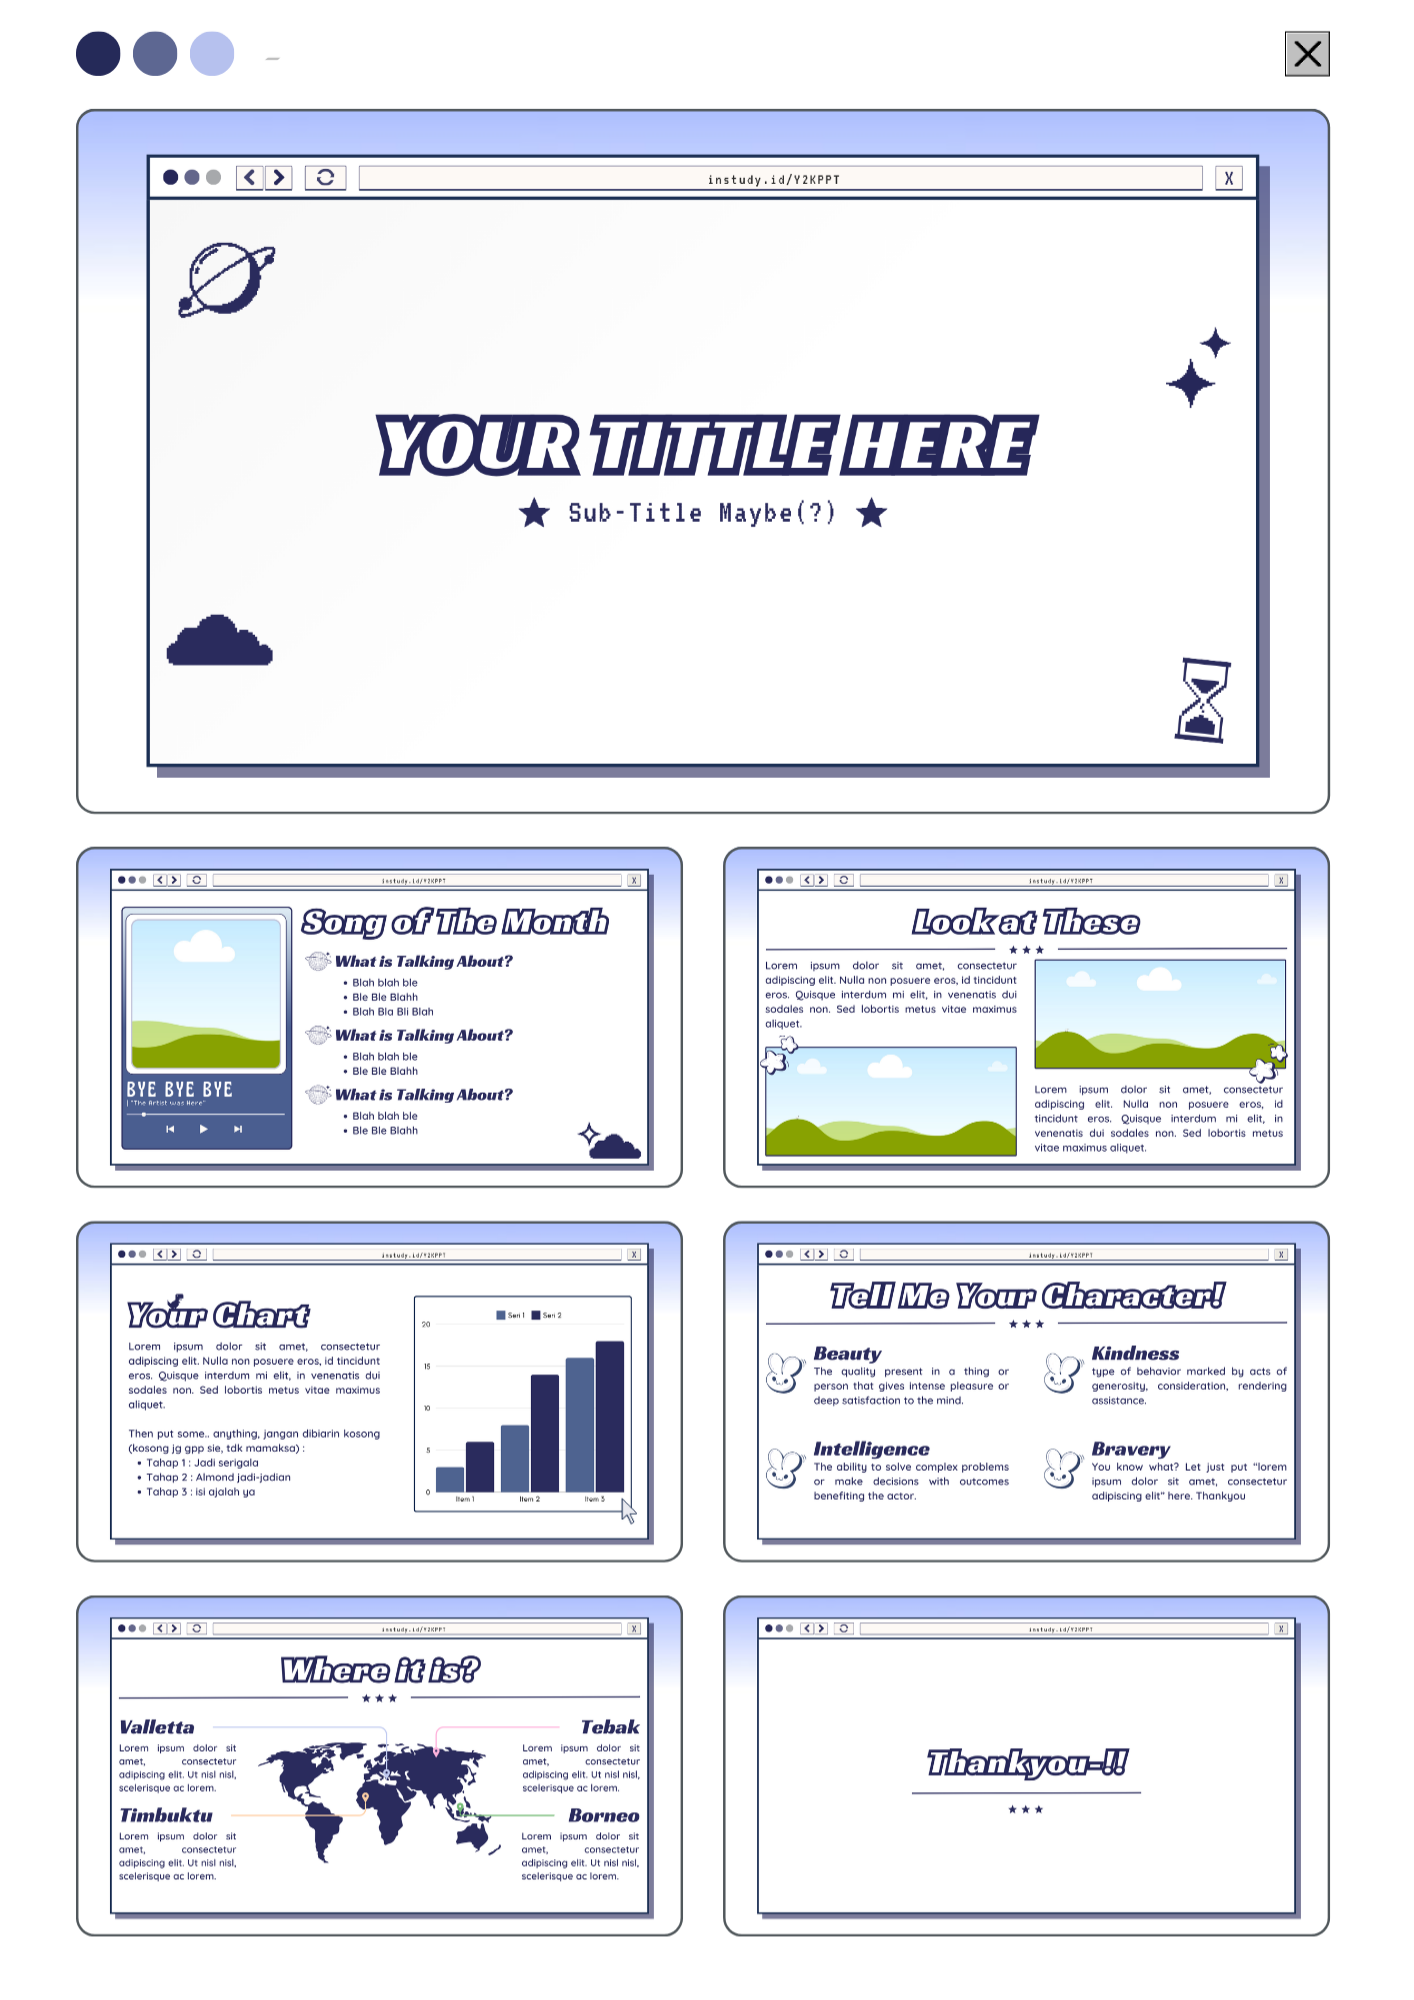 instudy.id/Y2KPPT
X
YOUR TITTLE HERE
Sub-Title Maybe(?)
instudy.id/Y2KPPT
X
Song of The Month
What is Talking About?
• Blah blah ble
• Ble Ble Blahh
• Blah Bla Bli Blah
What is Talking About?
• Blah blah ble
• Ble Ble Blahh
What is Talking About?
• Blah blah ble
• Ble Ble Blahh
BYE BYE BYE
| "The Artist was Here"
instudy.id/Y2KPPT
X
Look at These
Lorem ipsum dolor sit amet, consectetur
adipiscing elit. Nulla non posuere eros, id tincidunt
eros. Quisque interdum mi elit, in venenatis dui
sodales non. Sed lobortis metus vitae maximus
aliquet.
Lorem ipsum dolor sit amet, consectetur
adipiscing elit. Nulla non posuere eros, id
tincidunt eros. Quisque interdum mi elit, in
venenatis dui sodales non. Sed lobortis metus
vitae maximus aliquet.
instudy.id/Y2KPPT
X
Your Chart
Lorem ipsum dolor sit amet, consectetur
adipiscing elit. Nulla non posuere eros, id tincidunt
eros. Quisque interdum mi elit, in venenatis dui
sodales non. Sed lobortis metus vitae maximus
aliquet.
Then put some.. anything, jangan dibiarin kosong
(kosong jg gpp sie, tdk mamaksa) :
• Tahap 1 : Jadi serigala
• Tahap 2 : Almond jadi-jadian
• Tahap 3 : isi ajalah ya
Seri 1 Seri 2
20
15
10
5
0
Item 1 Item 2 Item 3
instudy.id/Y2KPPT
X
Tell Me Your Character!
Beauty
The quality present in a thing or
person that gives intense pleasure or
deep satisfaction to the mind.
Kindness
type of behavior marked by acts of
generosity, consideration, rendering
assistance.
Intelligence
The ability to solve complex problems
or make decisions with outcomes
benefiting the actor.
Bravery
You know what? Let just put "lorem
ipsum dolor sit amet, consectetur
adipiscing elit" here. Thankyou
instudy.id/Y2KPPT
X
Where it is?
Valletta
Lorem ipsum dolor sit
amet, consectetur
adipiscing elit. Ut nisl nisl,
scelerisque ac lorem.
Timbuktu
Lorem ipsum dolor sit
amet, consectetur
adipiscing elit. Ut nisl nisl,
scelerisque ac lorem.
Tebak
Lorem ipsum dolor sit
amet, consectetur
adipiscing elit. Ut nisl nisl,
scelerisque ac lorem.
Borneo
Lorem ipsum dolor sit
amet, consectetur
adipiscing elit. Ut nisl nisl,
scelerisque ac lorem.
instudy.id/Y2KPPT
X
Thankyou-!!